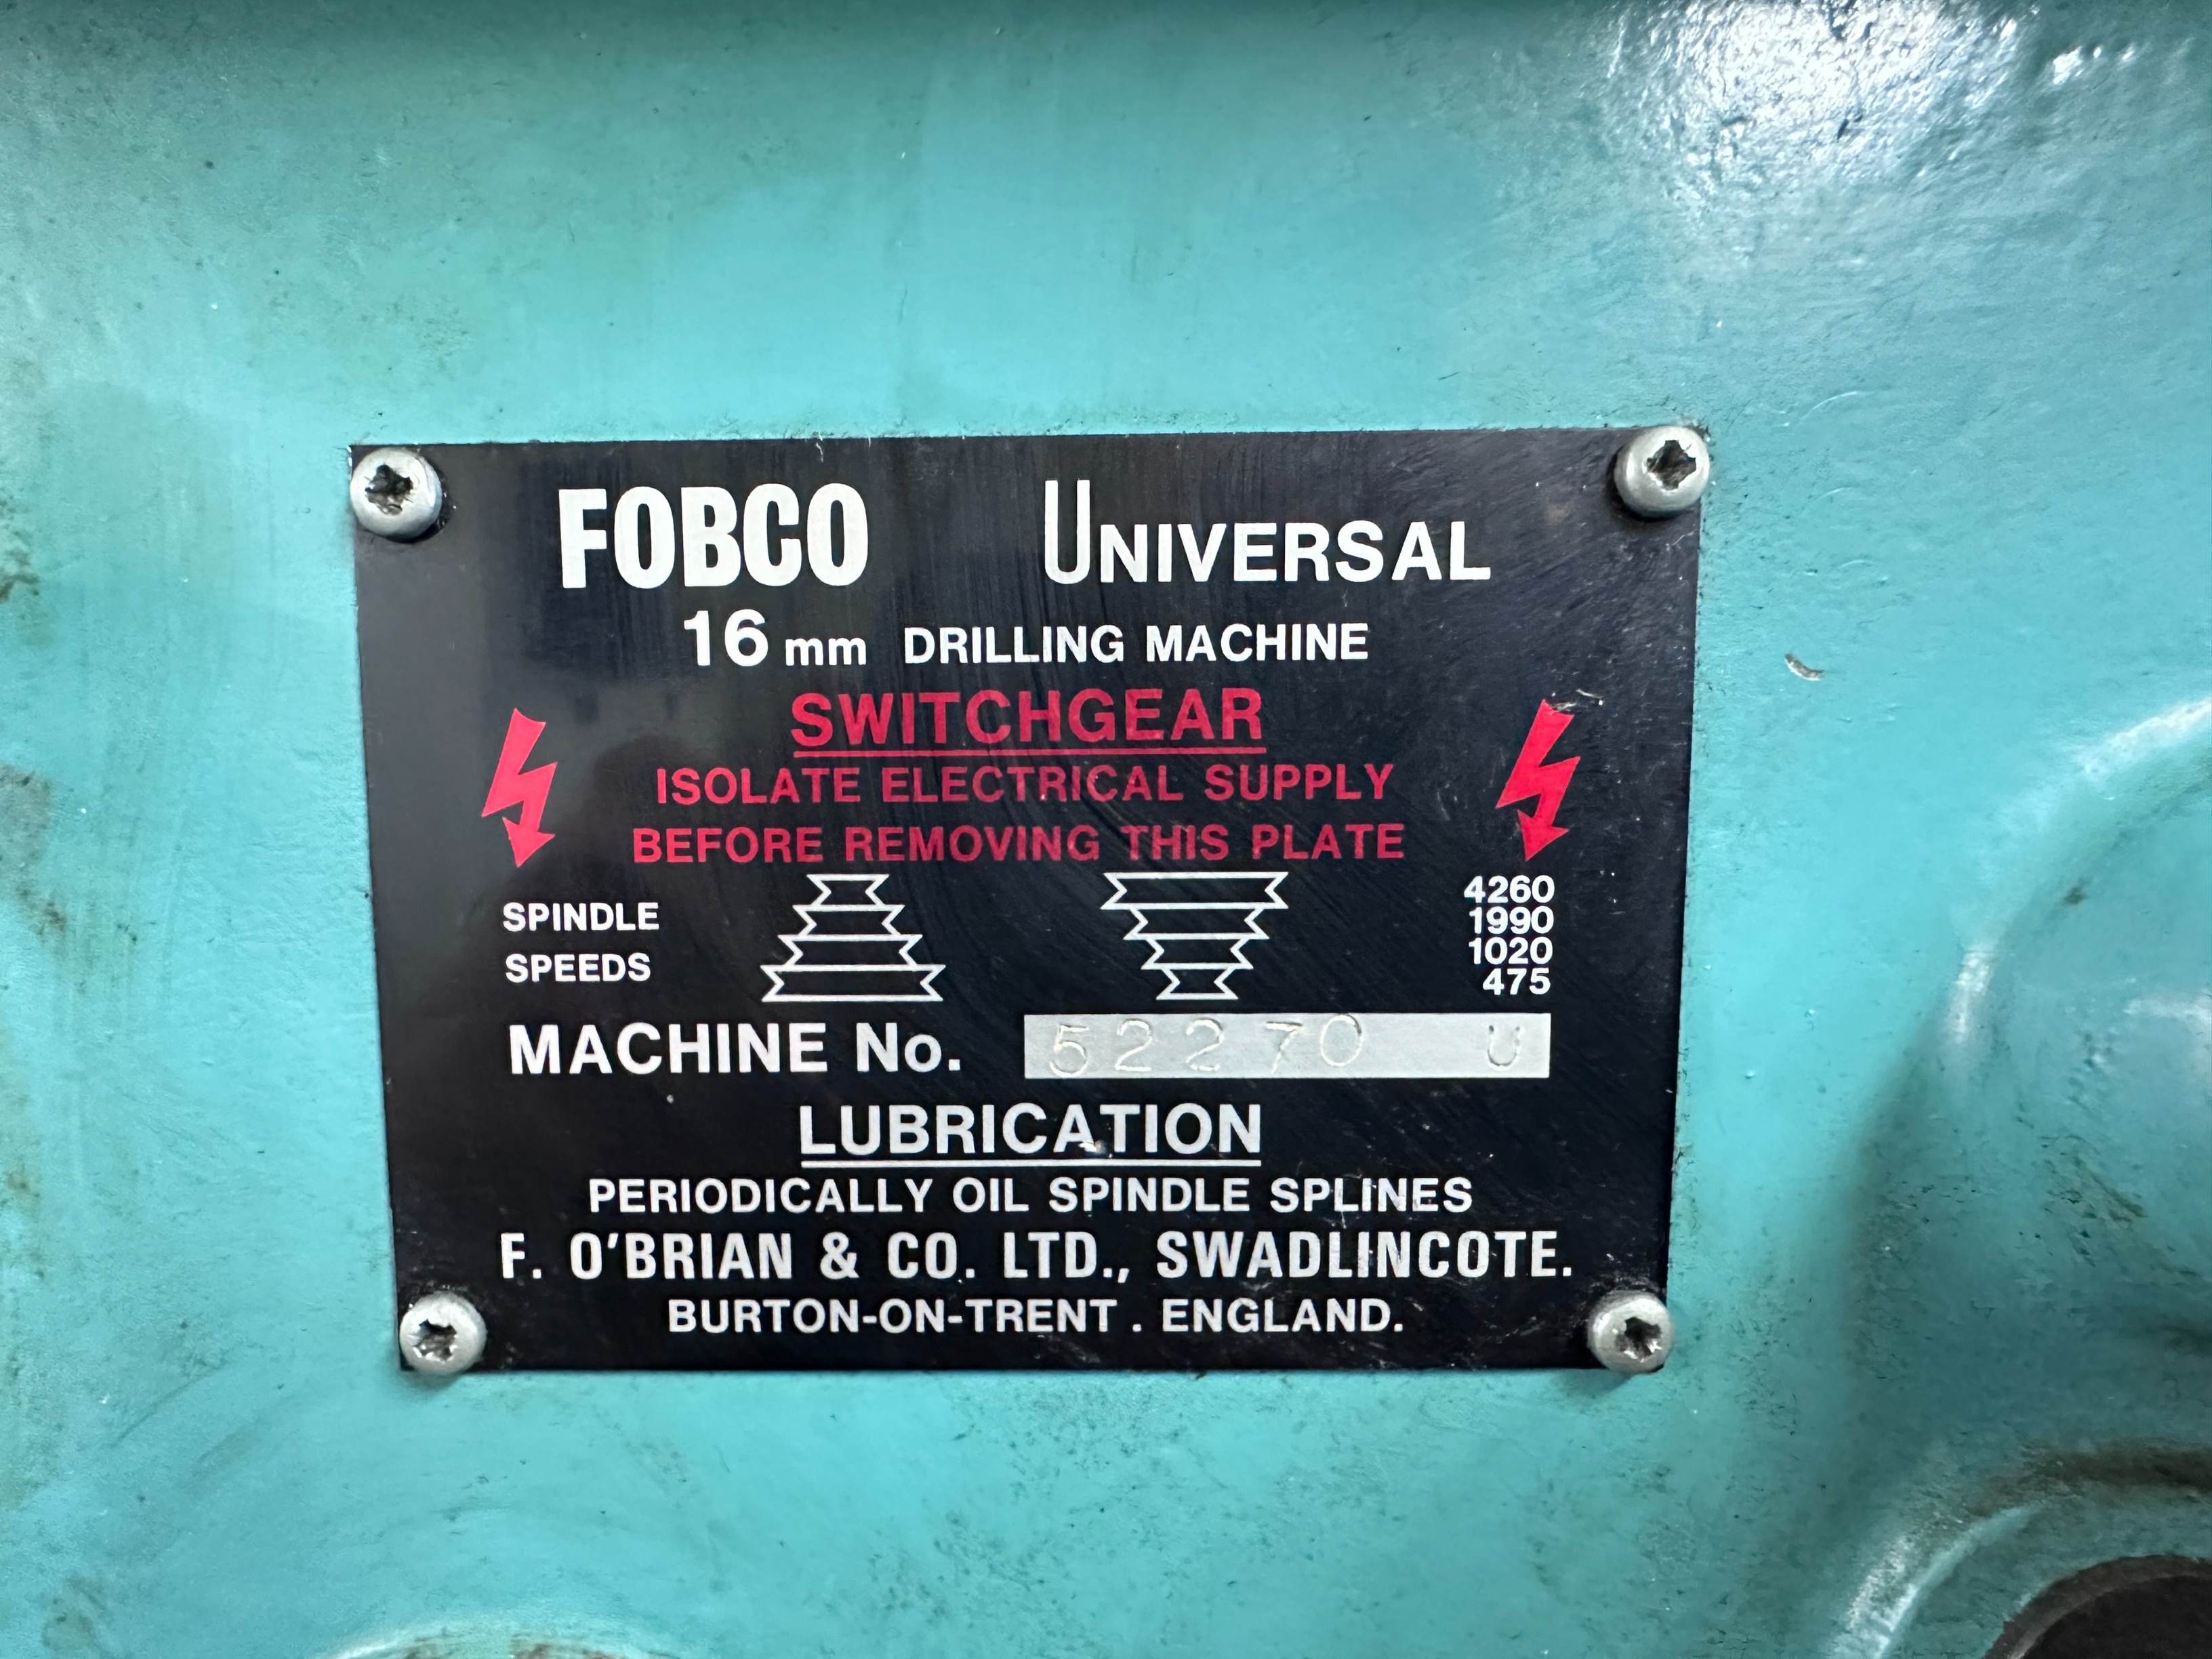 FOBCO UNIVERSAL
16 mm DRILLING MACHINE
SWITCHGEAR
ISOLATE ELECTRICAL SUPPLY
BEFORE REMOVING THIS PLATE
SPINDLE
SPEEDS
4260
1990
1020
475
MACHINE No. 52270 U
LUBRICATION
PERIODICALLY OIL SPINDLE SPLINES
F. O'BRIAN & CO. LTD., SWADLINCOTE.
BURTON-ON-TRENT . ENGLAND.